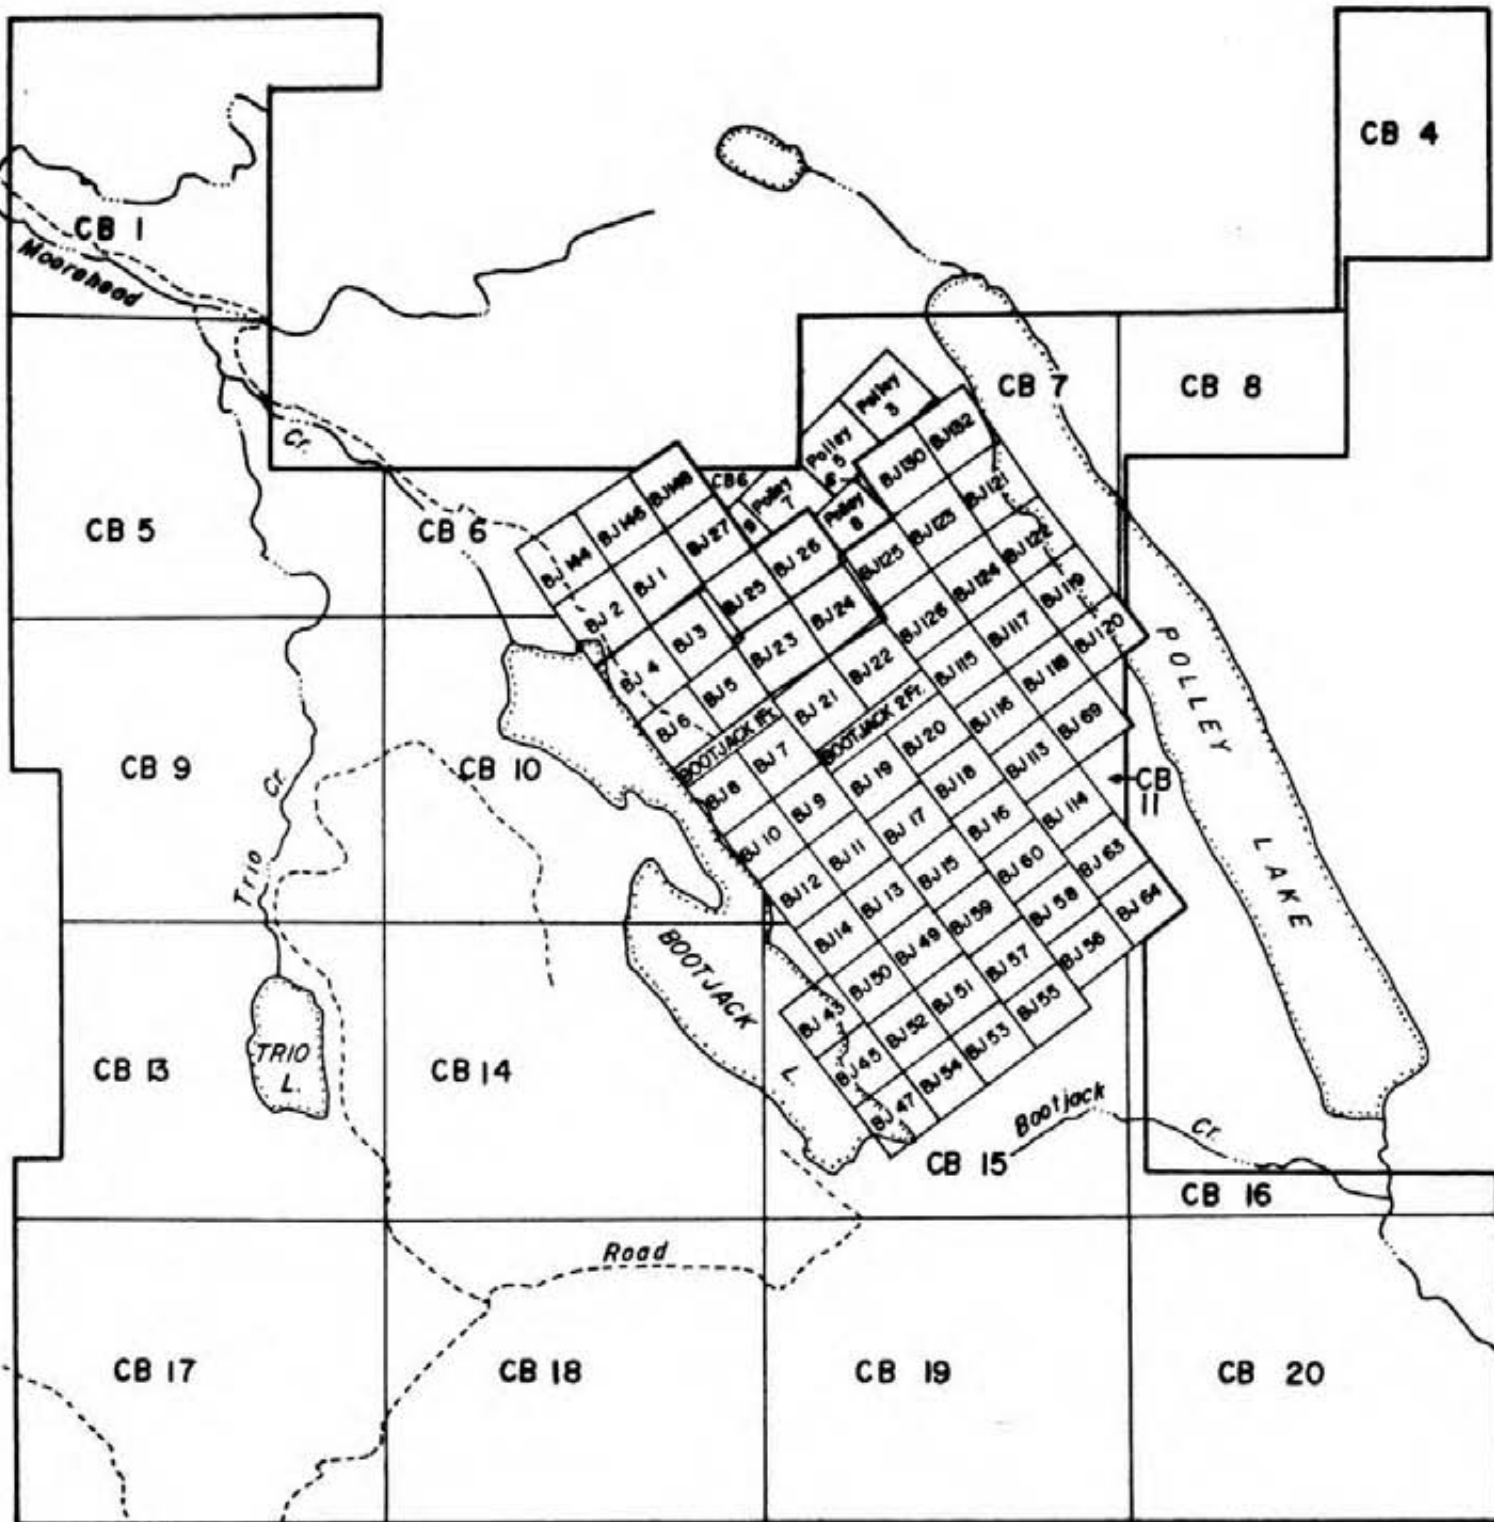 CB 4
CB 1
Moorehead
Cr.
CB 7
CB 8
Polley
3
Polley
5
BJ 132
BJ 130
CB 5
CB 6
CB6
Polley
7
Polley
8
9
6
BJ 148
BJ 146
BJ 144
BJ 27
BJ 1
BJ 2
BJ 26
BJ 25
BJ 24
BJ 23
BJ 3
BJ 4
BJ 5
BJ 6
BJ 121
BJ 123
BJ 125
BJ 122
BJ 124
BJ 126
BJ 119
BJ 117
BJ 115
BJ 120
BJ 118
BJ 116
BJ 22
BJ 21
BOOTJACK 1Fr.
BOOTJACK 2Fr.
BJ 69
BJ 113
BJ 114
BJ 20
BJ 19
BJ 18
BJ 17
BJ 16
BJ 15
BJ 7
BJ 8
BJ 9
BJ 10
BJ 11
BJ 12
BJ 13
BJ 14
BJ 63
BJ 64
BJ 60
BJ 59
BJ 58
BJ 57
BJ 56
BJ 55
BJ 49
BJ 50
BJ 51
BJ 52
BJ 53
BJ 54
BJ 43
BJ 45
BJ 47
POLLEY
LAKE
CB 9
Cr.
Trio
CB 10
CB
11
BOOTJACK
L.
TRIO
L.
CB 13
CB 14
CB 15
Bootjack
Cr.
CB 16
Road
CB 17
CB 18
CB 19
CB 20